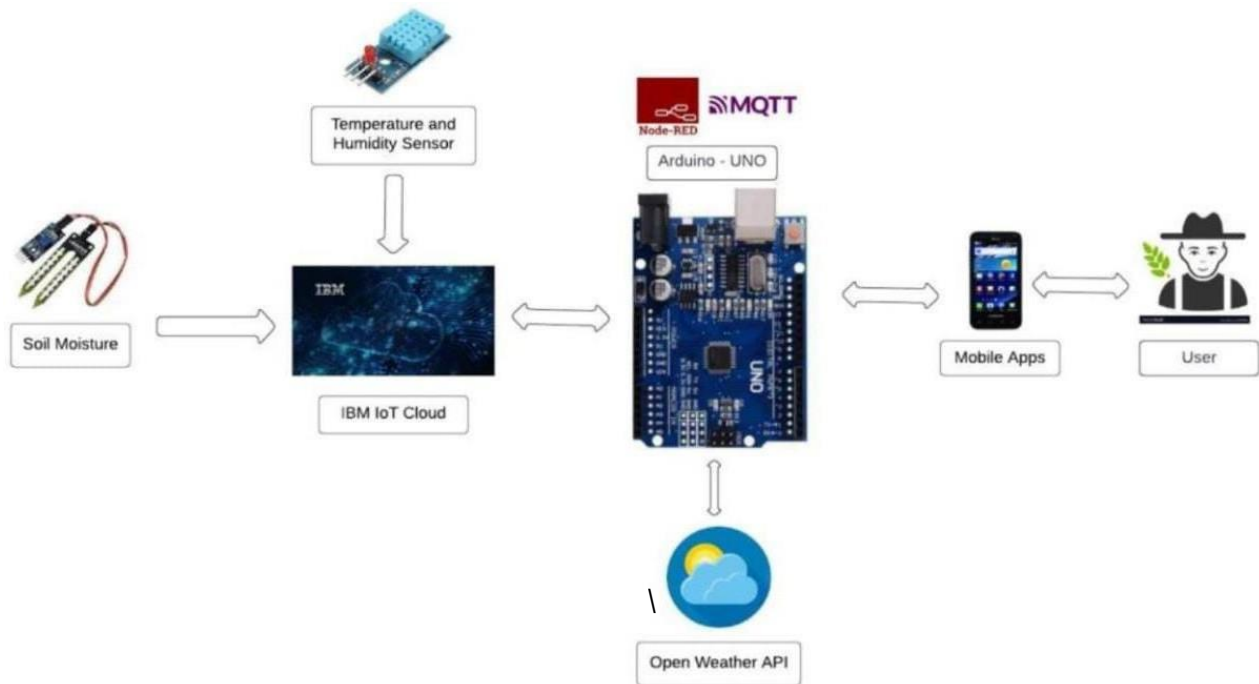 Temperature and
Humidity Sensor
Node-RED
MQTT
Arduino - UNO
IBM
Soil Moisture
IBM IoT Cloud
UNO
Mobile Apps
User
\
Open Weather API